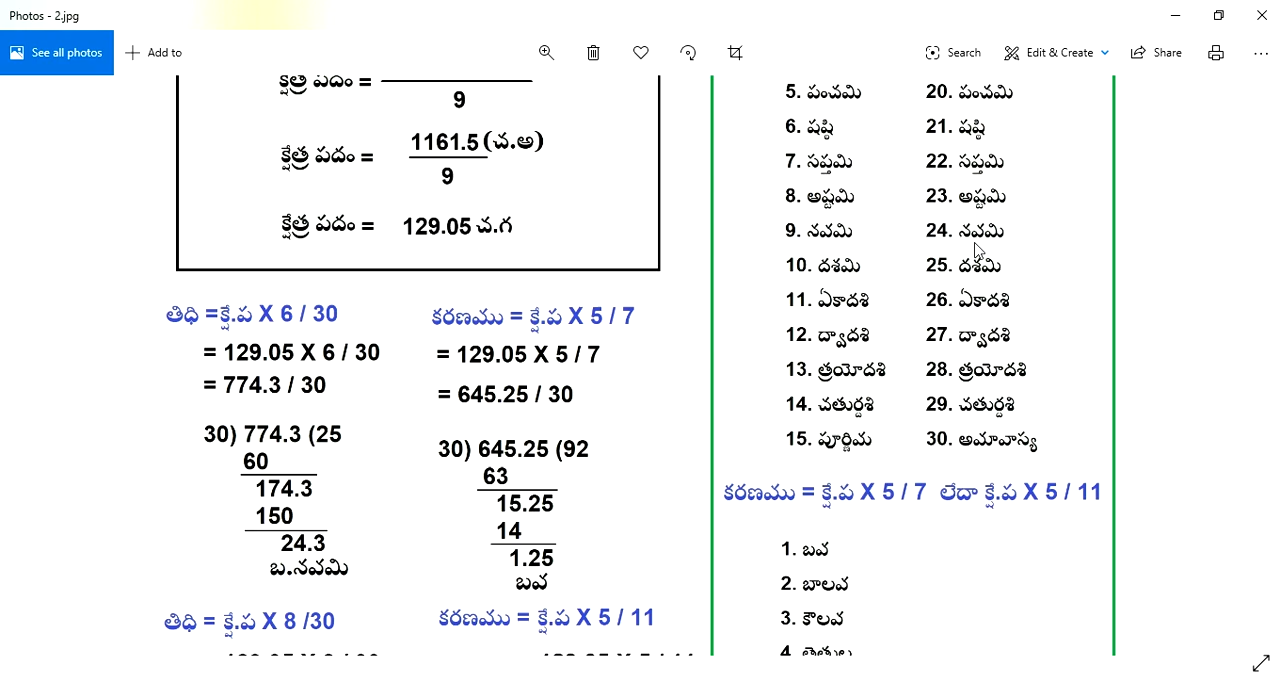 Photos - 2.jpg
See all photos
Add to
Search
Edit & Create
Share
క్షేత్ర పదం =
9
క్షేత్ర పదం = 1161.5 (చ.అ)
9
క్షేత్ర పదం = 129.05 చ.గ
తిధి =క్షే.ప X 6 / 30
= 129.05 X 6 / 30
= 774.3 / 30
30) 774.3 (25
60
174.3
150
24.3
బ.నవమి
తిధి = క్షే.ప X 8 /30
కరణము = క్షే.ప X 5 / 7
= 129.05 X 5 / 7
= 645.25 / 30
30) 645.25 (92
63
15.25
14
1.25
బవ
కరణము = క్షే.ప X 5 / 11
5. పంచమి 20. పంచమి
6. షష్ఠి 21. షష్ఠి
7. సప్తమి 22. సప్తమి
8. అష్టమి 23. అష్టమి
9. నవమి 24. నవమి
10. దశమి 25. దశమి
11. ఏకాదశి 26. ఏకాదశి
12. ద్వాదశి 27. ద్వాదశి
13. త్రయోదశి 28. త్రయోదశి
14. చతుర్దశి 29. చతుర్దశి
15. పూర్ణిమ 30. అమావాస్య
కరణము = క్షే.ప X 5 / 7 లేదా క్షే.ప X 5 / 11
1. బవ
2. బాలవ
3. కౌలవ
4. తైతుల